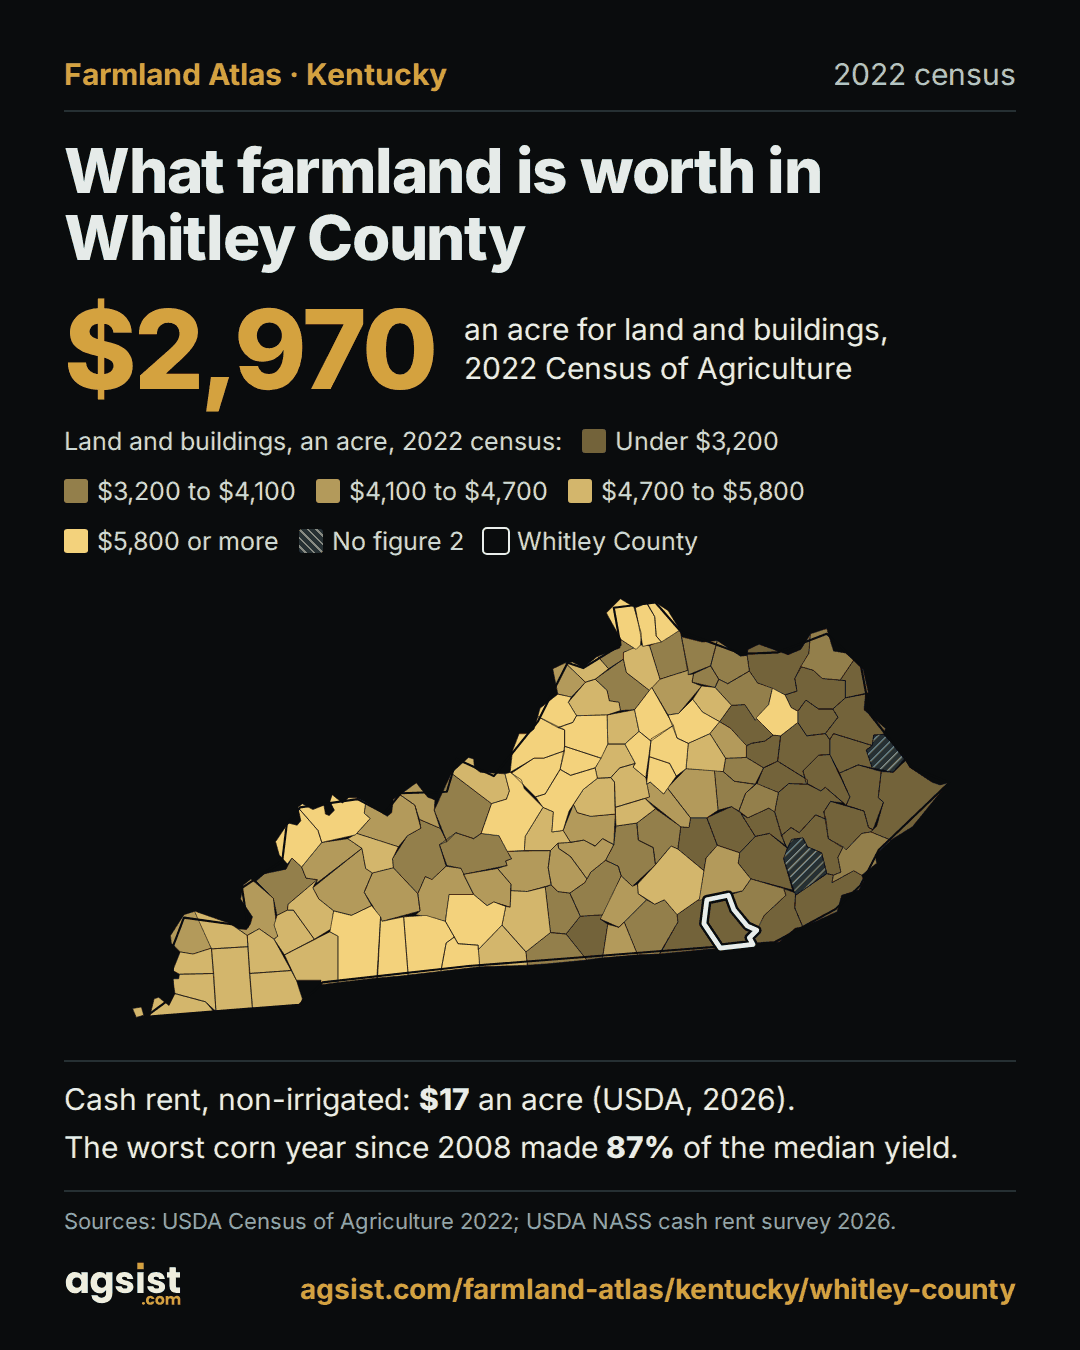 Farmland Atlas · Kentucky
2022 census
What farmland is worth in
Whitley County
$2,970
an acre for land and buildings,
2022 Census of Agriculture
Land and buildings, an acre, 2022 census: Under $3,200
$3,200 to $4,100 $4,100 to $4,700 $4,700 to $5,800
$5,800 or more No figure 2 Whitley County
Cash rent, non-irrigated: $17 an acre (USDA, 2026).
The worst corn year since 2008 made 87% of the median yield.
Sources: USDA Census of Agriculture 2022; USDA NASS cash rent survey 2026.
agsist
.com
agsist.com/farmland-atlas/kentucky/whitley-county